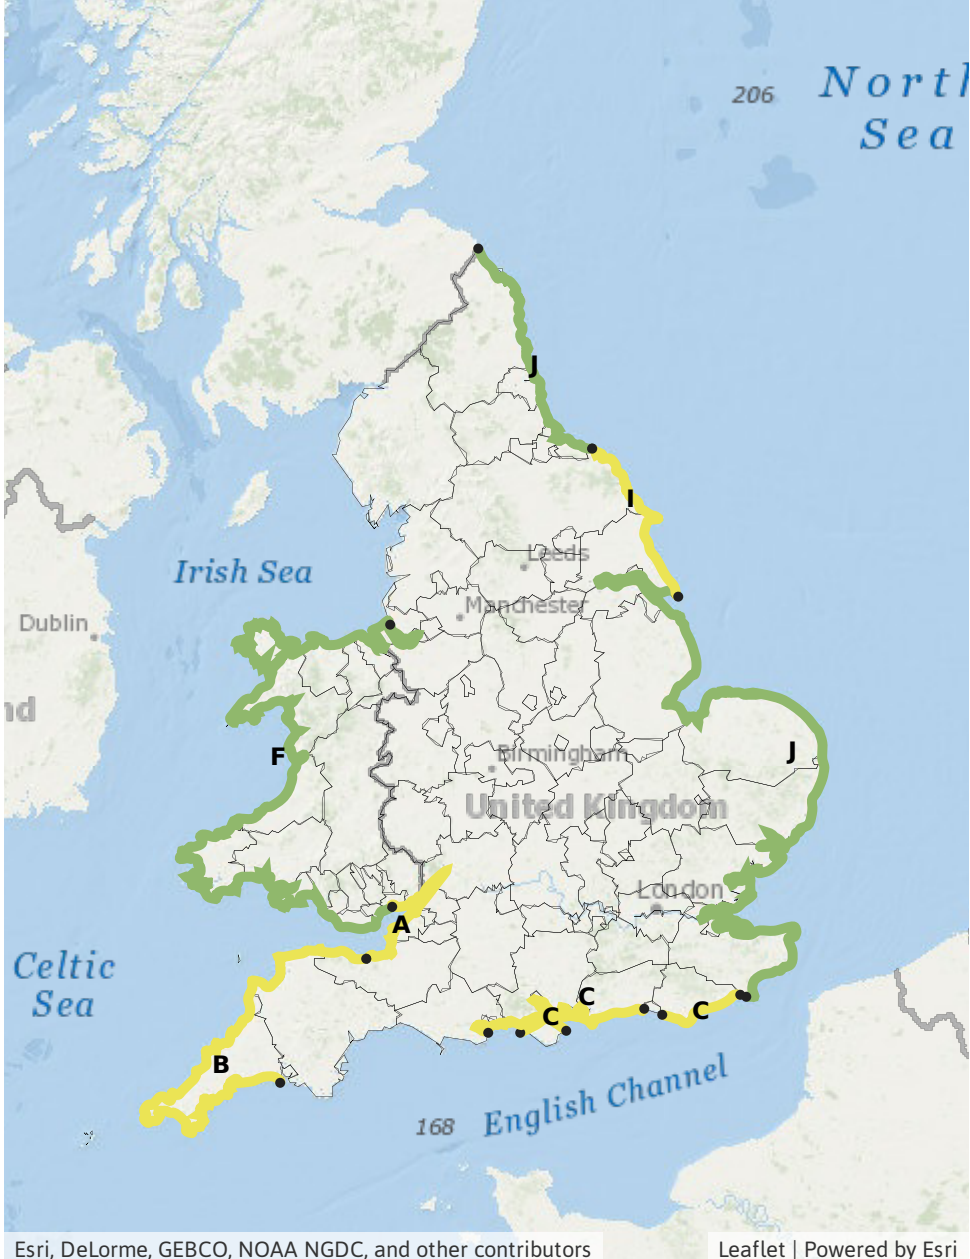 206
North
Sea
J
I
Leeds
Irish Sea
Manchester
Dublin
nd
F
J
Birmingham
United Kingdom
London
A
Celtic
Sea
C
C
C
B
English Channel
168
Esri, DeLorme, GEBCO, NOAA NGDC, and other contributors
Leaflet | Powered by Esri